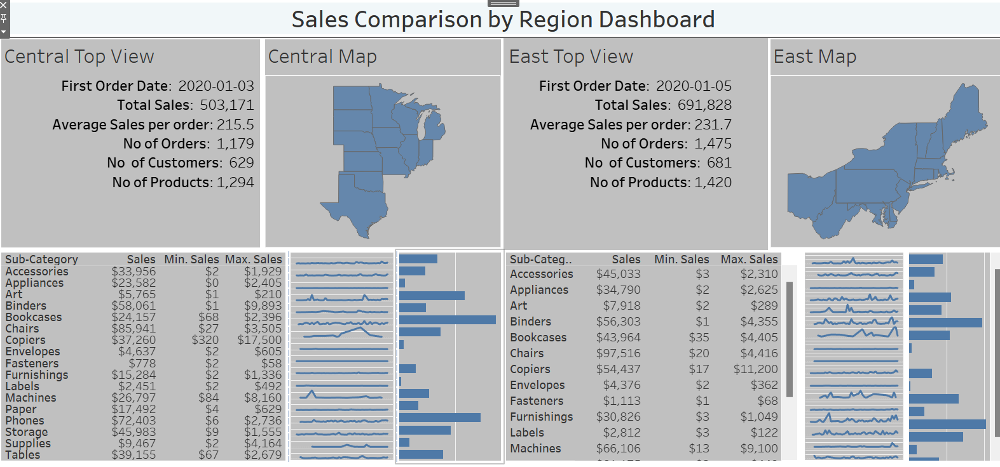 Sales Comparison by Region Dashboard
Central Top View
First Order Date: 2020-01-03
Total Sales: 503,171
Average Sales per order: 215.5
No of Orders: 1,179
No of Customers: 629
No of Products: 1,294
Central Map
East Top View
First Order Date: 2020-01-05
Total Sales: 691,828
Average Sales per order: 231.7
No of Orders: 1,475
No of Customers: 681
No of Products: 1,420
East Map
Sub-Category Sales Min. Sales Max. Sales
Accessories $33,956 $2 $1,929
Appliances $23,582 $0 $2,405
Art $5,765 $1 $210
Binders $58,061 $1 $9,893
Bookcases $24,157 $68 $2,396
Chairs $85,941 $27 $3,505
Copiers $37,260 $320 $17,500
Envelopes $4,637 $2 $605
Fasteners $778 $2 $58
Furnishings $15,284 $2 $1,336
Labels $2,451 $2 $492
Machines $26,797 $84 $8,160
Paper $17,492 $4 $629
Phones $72,403 $6 $2,736
Storage $45,983 $9 $1,555
Supplies $9,467 $2 $4,164
Tables $39,155 $67 $2,679
Sub-Categ.. Sales Min. Sales Max. Sales
Accessories $45,033 $3 $2,310
Appliances $34,790 $2 $2,625
Art $7,918 $2 $289
Binders $56,303 $1 $4,355
Bookcases $43,964 $35 $4,405
Chairs $97,516 $20 $4,416
Copiers $54,437 $17 $11,200
Envelopes $4,376 $2 $362
Fasteners $1,113 $1 $68
Furnishings $30,826 $3 $1,049
Labels $2,812 $3 $122
Machines $66,106 $13 $9,100